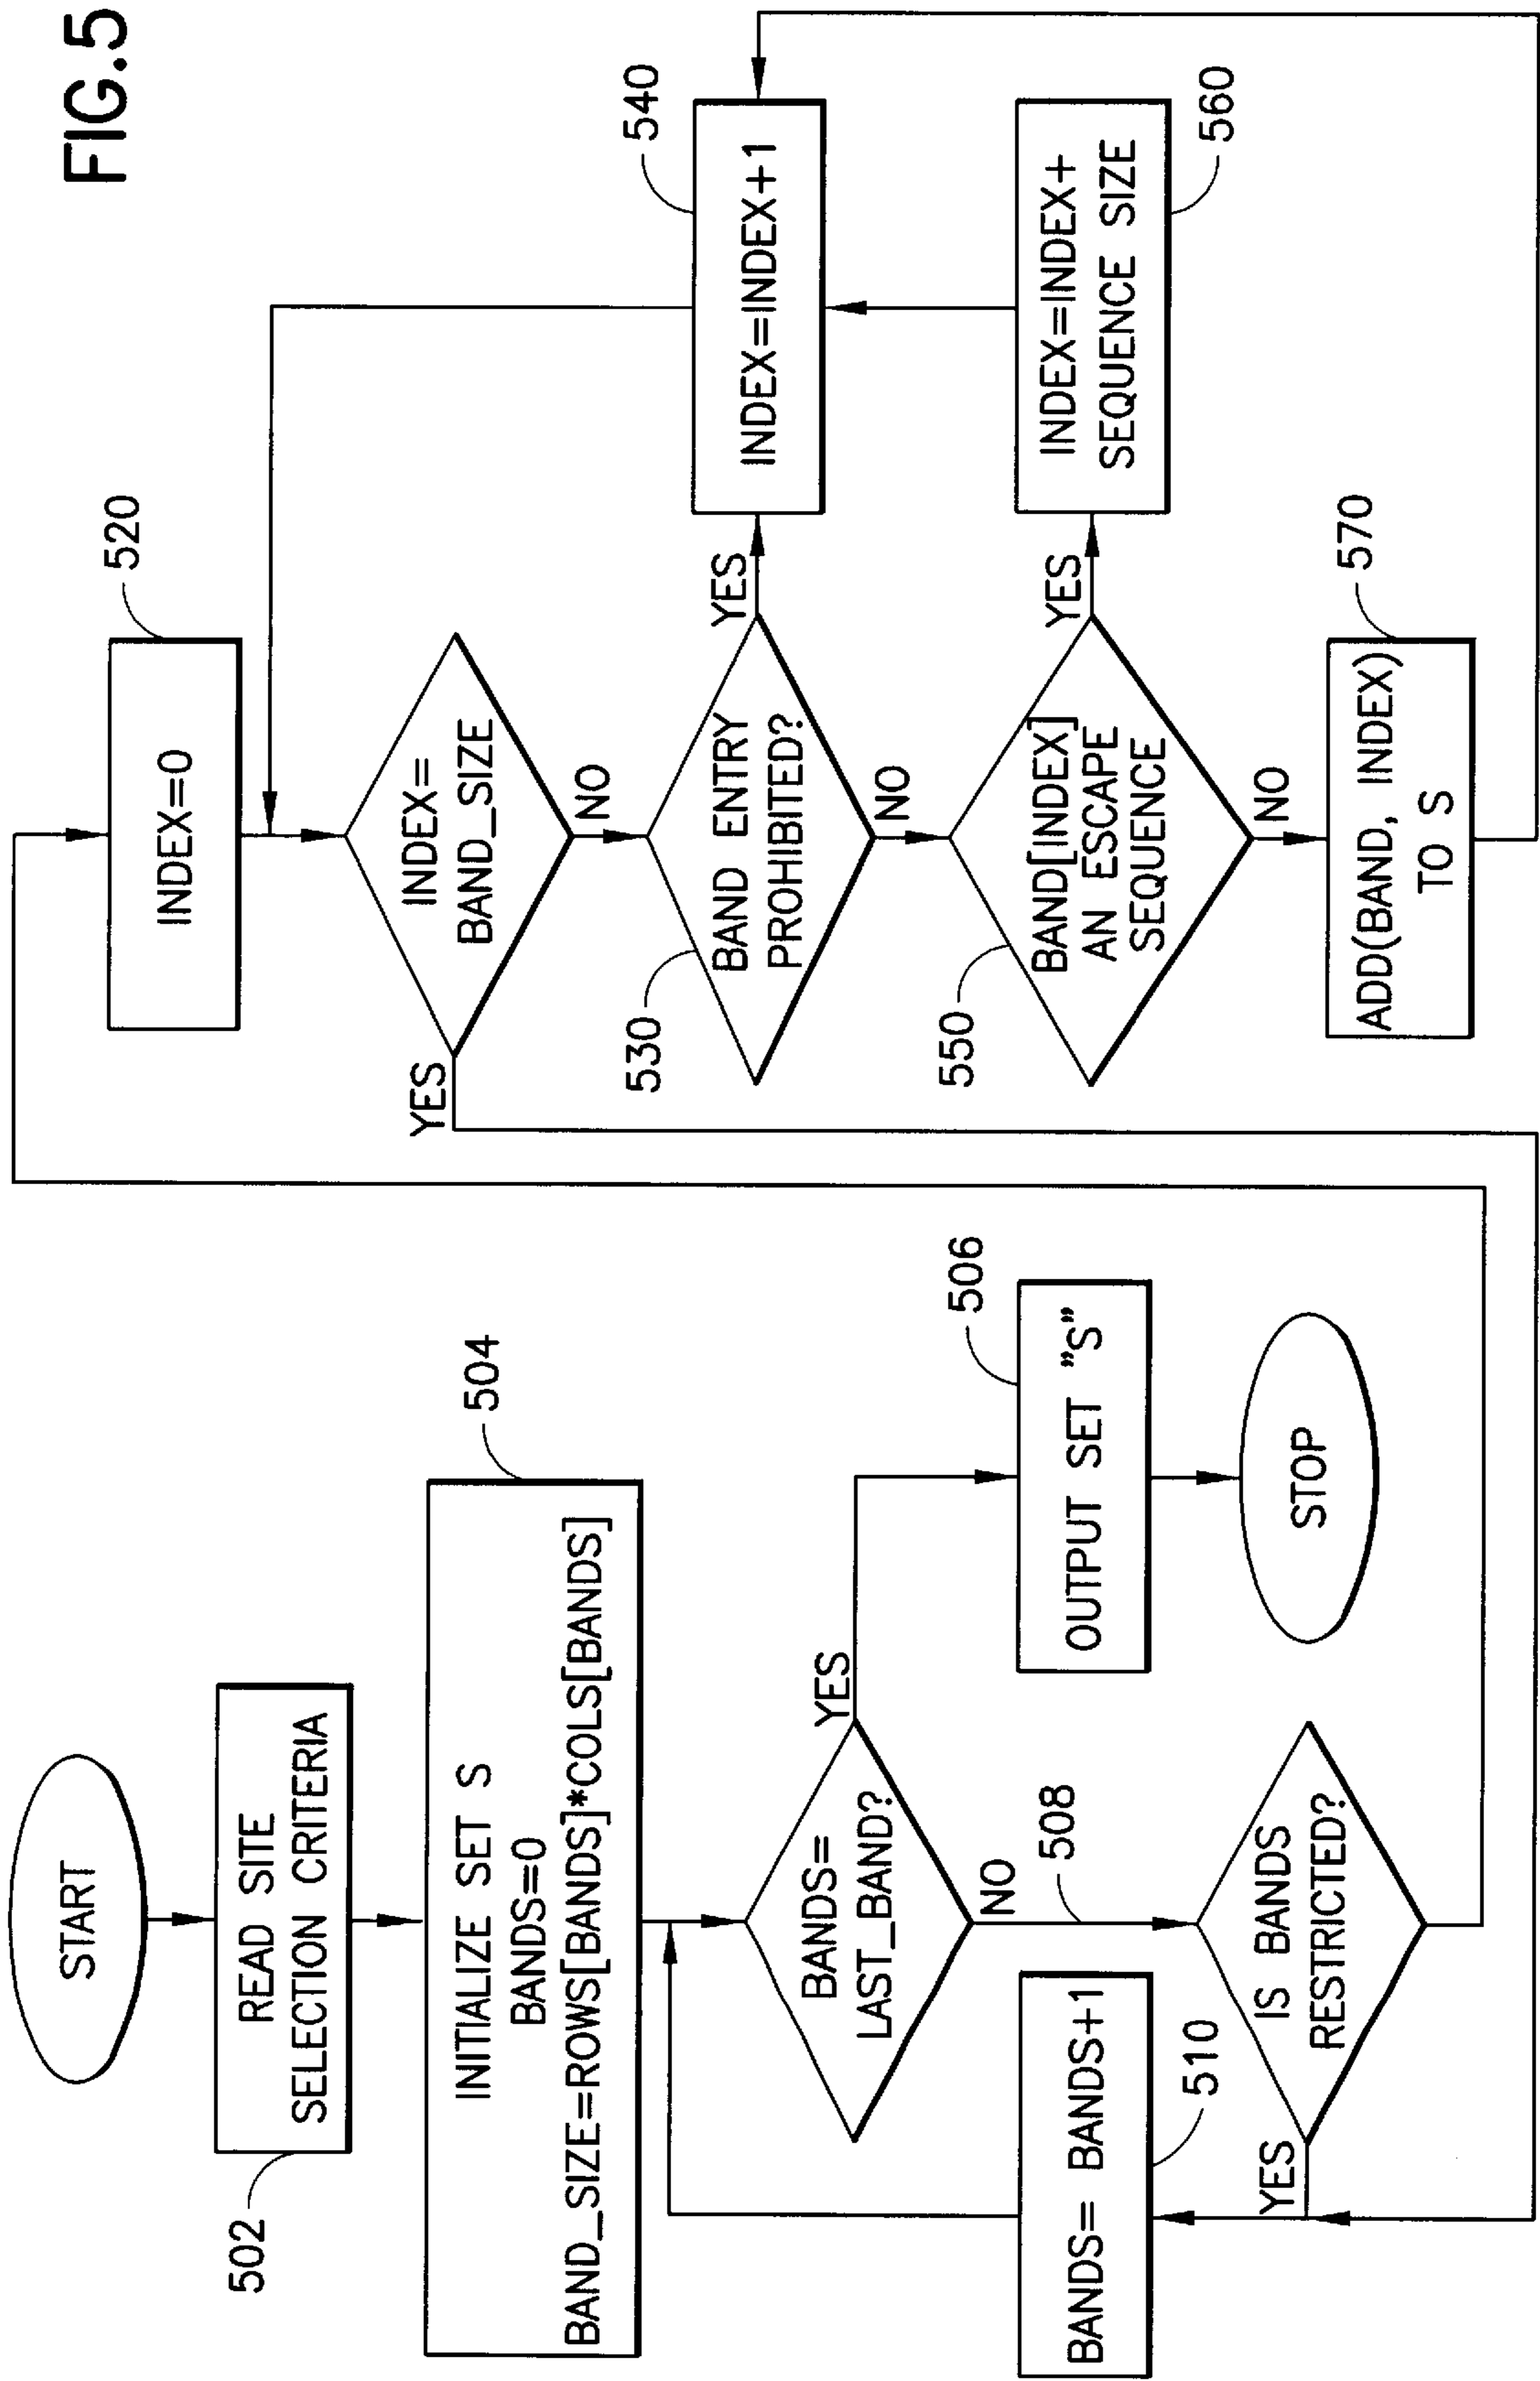 FIG.5
START
READ SITE
SELECTION CRITERIA
502
INITIALIZE SET S
BANDS=0
BAND_SIZE=ROWS[BANDS]*COLS[BANDS]
504
BANDS=
LAST_BAND?
YES
NO
OUTPUT SET "S"
506
STOP
508
IS BANDS
RESTRICTED?
YES
BANDS= BANDS+1
510
INDEX=0
520
INDEX=
BAND_SIZE
YES
NO
BAND ENTRY
PROHIBITED?
530
YES
NO
INDEX=INDEX+1
540
BAND[INDEX]
AN ESCAPE
SEQUENCE
550
YES
NO
INDEX=INDEX+
SEQUENCE SIZE
560
ADD(BAND, INDEX)
TO S
570